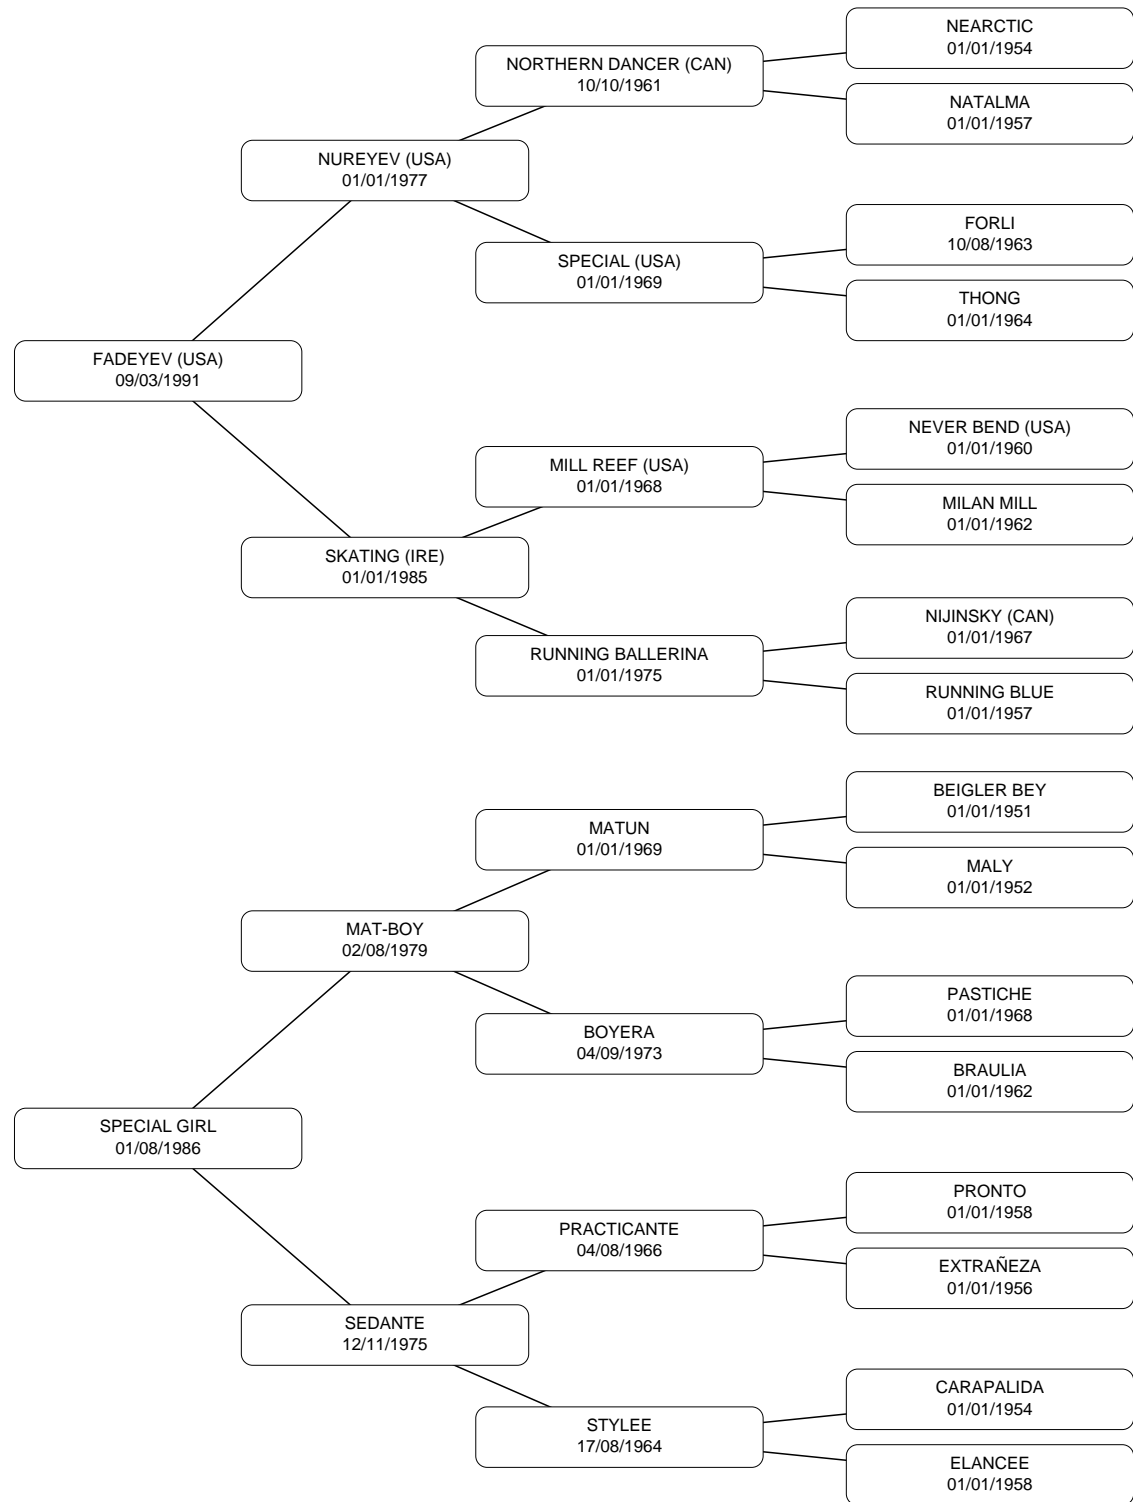 NEARCTIC
01/01/1954
NORTHERN DANCER (CAN)
10/10/1961
NATALMA
01/01/1957
NUREYEV (USA)
01/01/1977
FORLI
10/08/1963
SPECIAL (USA)
01/01/1969
THONG
01/01/1964
FADEYEV (USA)
09/03/1991
NEVER BEND (USA)
01/01/1960
MILL REEF (USA)
01/01/1968
MILAN MILL
01/01/1962
SKATING (IRE)
01/01/1985
NIJINSKY (CAN)
01/01/1967
RUNNING BALLERINA
01/01/1975
RUNNING BLUE
01/01/1957
BEIGLER BEY
01/01/1951
MATUN
01/01/1969
MALY
01/01/1952
MAT-BOY
02/08/1979
PASTICHE
01/01/1968
BOYERA
04/09/1973
BRAULIA
01/01/1962
SPECIAL GIRL
01/08/1986
PRONTO
01/01/1958
PRACTICANTE
04/08/1966
EXTRAÑEZA
01/01/1956
SEDANTE
12/11/1975
CARAPALIDA
01/01/1954
STYLEE
17/08/1964
ELANCEE
01/01/1958